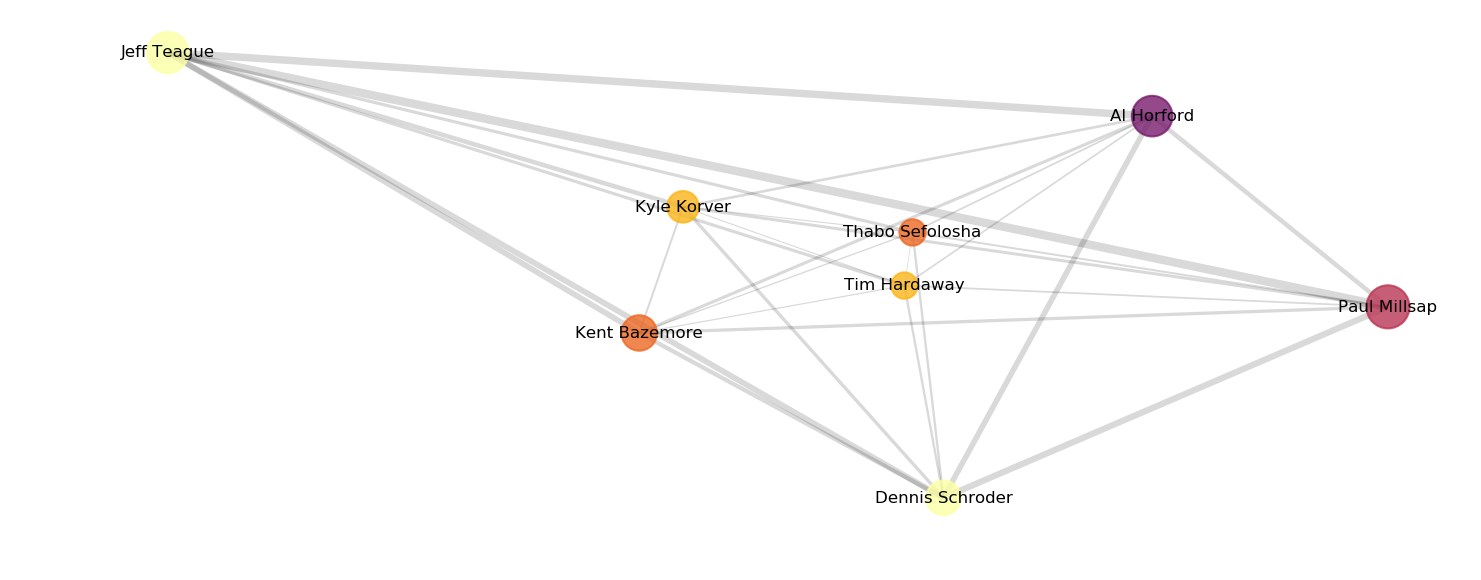 Jeff Teague
Al Horford
Kyle Korver
Thabo Sefolosha
Tim Hardaway
Paul Millsap
Kent Bazemore
Dennis Schroder